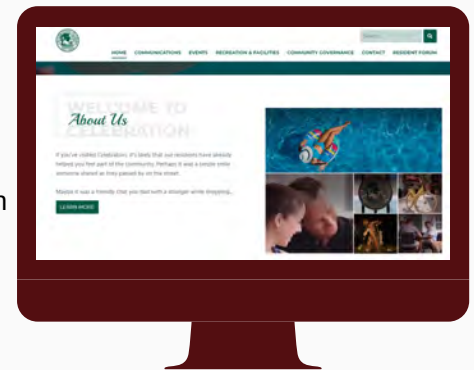 Search...
HOME COMMUNICATIONS EVENTS RECREATION & FACILITIES COMMUNITY GOVERNANCE CONTACT RESIDENT FORUM
WELCOME TO
CELEBRATION
About Us
If you've visited Celebration, it's likely that our residents have already
helped you feel part of the community. Perhaps it was a simple smile
someone shared as they passed by on the street.
Maybe it was a friendly chat you had with a stranger while shopping...
LEARN MORE
n